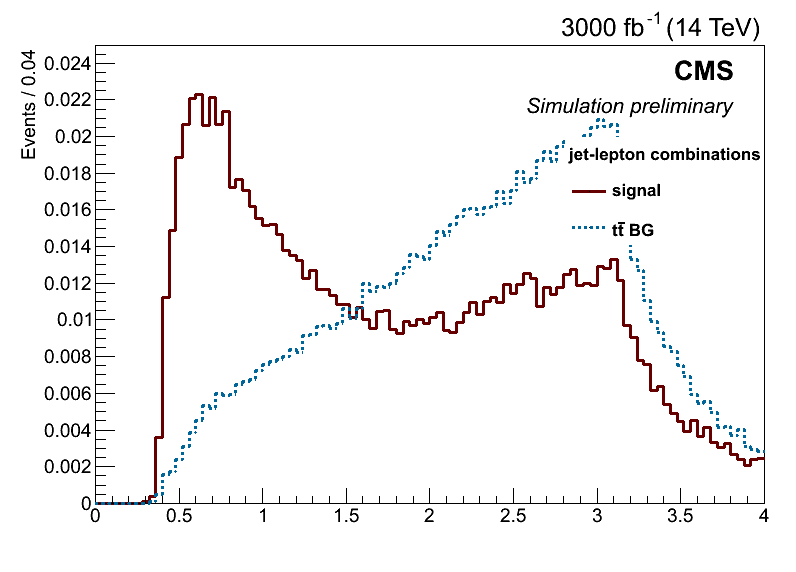 3000 fb⁻¹ (14 TeV)
CMS
Simulation preliminary
jet-lepton combinations
signal
tt̄ BG
Events / 0.04
0.024
0.022
0.02
0.018
0.016
0.014
0.012
0.01
0.008
0.006
0.004
0.002
0
0 0.5 1 1.5 2 2.5 3 3.5 4